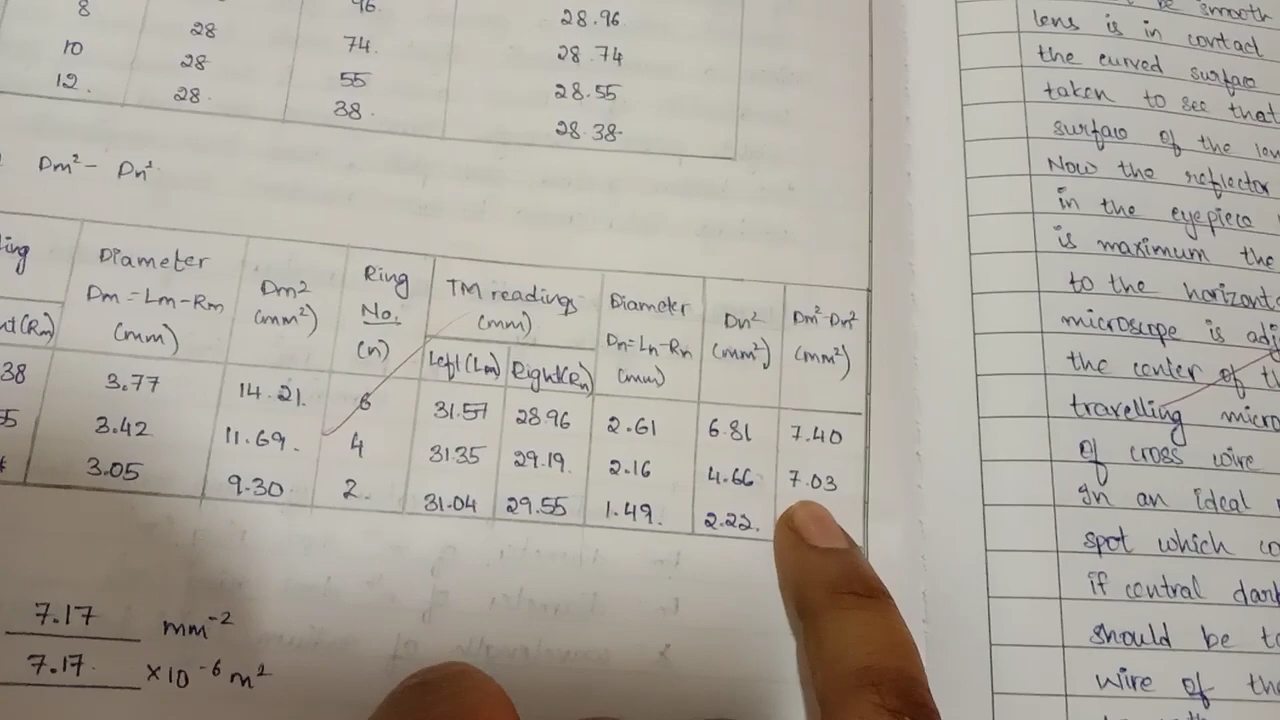 8 28 96 28.96
10 28 74. 28.74
12. 28. 55 28.55
38. 28.38
Dm² - Dn²
Diameter Dm = Lm - Rm (mm) Dm2 (mm²) Ring No. (n) TM readings (mm) Diameter Dn = Ln - Rn (mm) Dn² (mm²) Dm² - Dn² (mm²)
(Rm) Left (Lm) Right (Rn)
38 3.77 14.21. 6 31.57 28.96 2.61 6.81 7.40
3.42 11.69. 4 31.35 29.19. 2.16 4.66 7.03
3.05 9.30 2. 31.04 29.55 1.49. 2.22.
7.17 mm⁻²
7.17. ×10⁻⁶ m²
be smooth
lens is in contact
the curved surface
taken to see that
surface of the
Now the reflector
in the eyepiece
is maximum the
to the
microscope is
the center of
travelling
of cross wire
In an ideal
spot which
if central dark
should be
wire of the